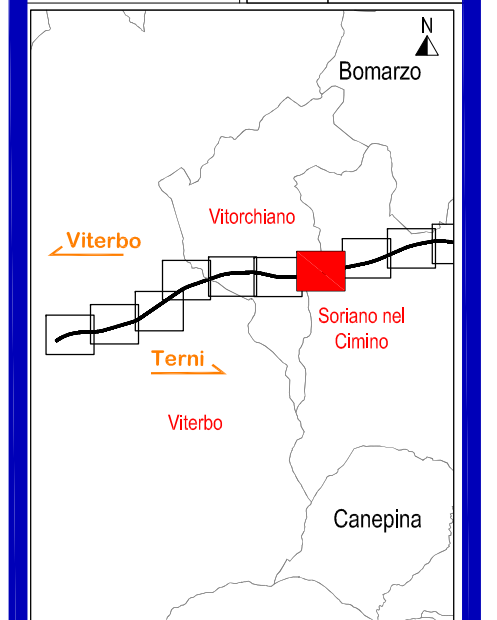 N
Bomarzo
Vitorchiano
Viterbo
Soriano nel
Cimino
Terni
Viterbo
Canepina